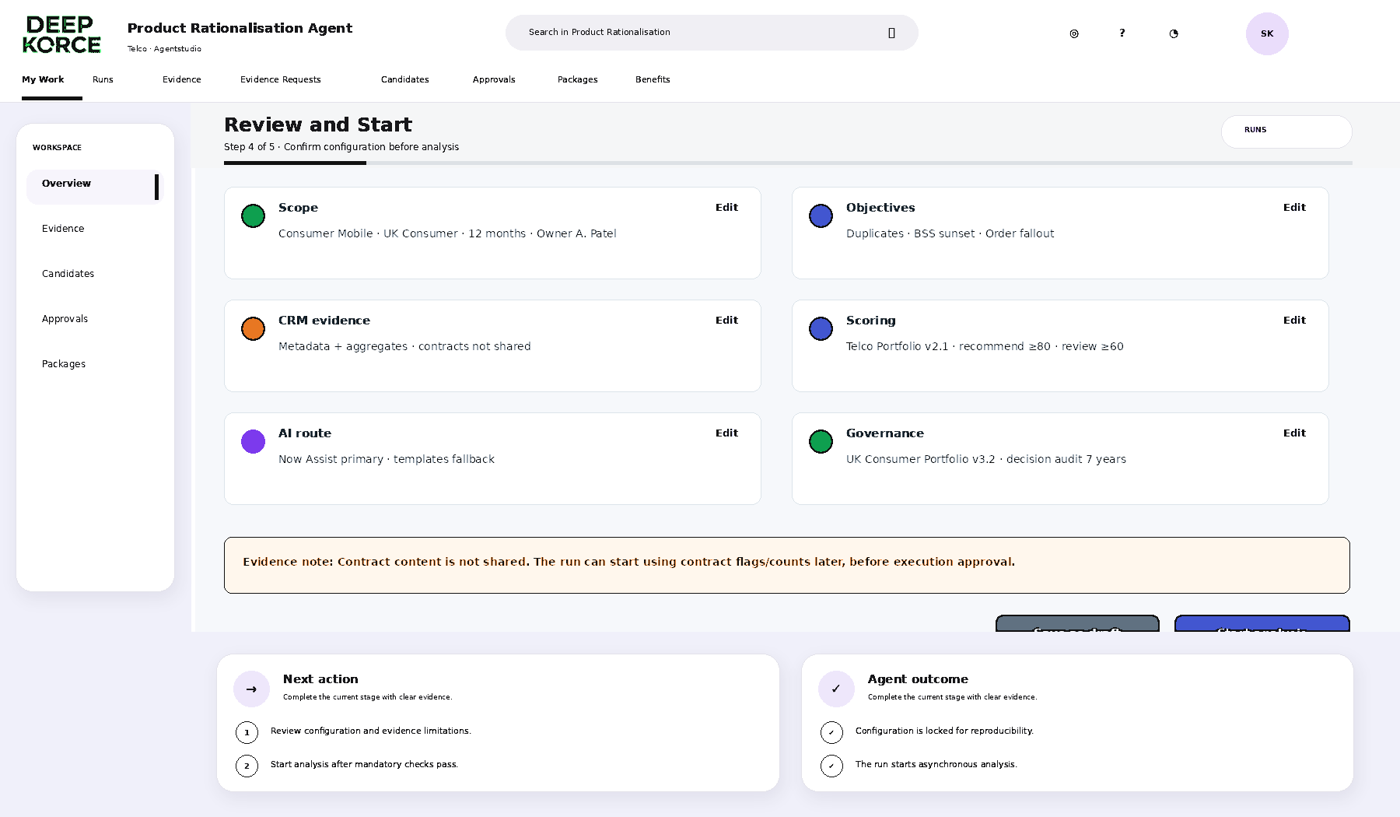 DEEP
KORCE
Product Rationalisation Agent
Telco · Agentstudio
Search in Product Rationalisation
?
SK
My Work
Runs
Evidence
Evidence Requests
Candidates
Approvals
Packages
Benefits
WORKSPACE
Overview
Evidence
Candidates
Approvals
Packages
Review and Start
Step 4 of 5 · Confirm configuration before analysis
RUNS
Scope
Edit
Consumer Mobile · UK Consumer · 12 months · Owner A. Patel
Objectives
Edit
Duplicates · BSS sunset · Order fallout
CRM evidence
Edit
Metadata + aggregates · contracts not shared
Scoring
Edit
Telco Portfolio v2.1 · recommend ≥80 · review ≥60
AI route
Edit
Now Assist primary · templates fallback
Governance
Edit
UK Consumer Portfolio v3.2 · decision audit 7 years
Evidence note: Contract content is not shared. The run can start using contract flags/counts later, before execution approval.
Save as draft
Start analysis
→
Next action
Complete the current stage with clear evidence.
1
Review configuration and evidence limitations.
2
Start analysis after mandatory checks pass.
✓
Agent outcome
Complete the current stage with clear evidence.
✓
Configuration is locked for reproducibility.
✓
The run starts asynchronous analysis.